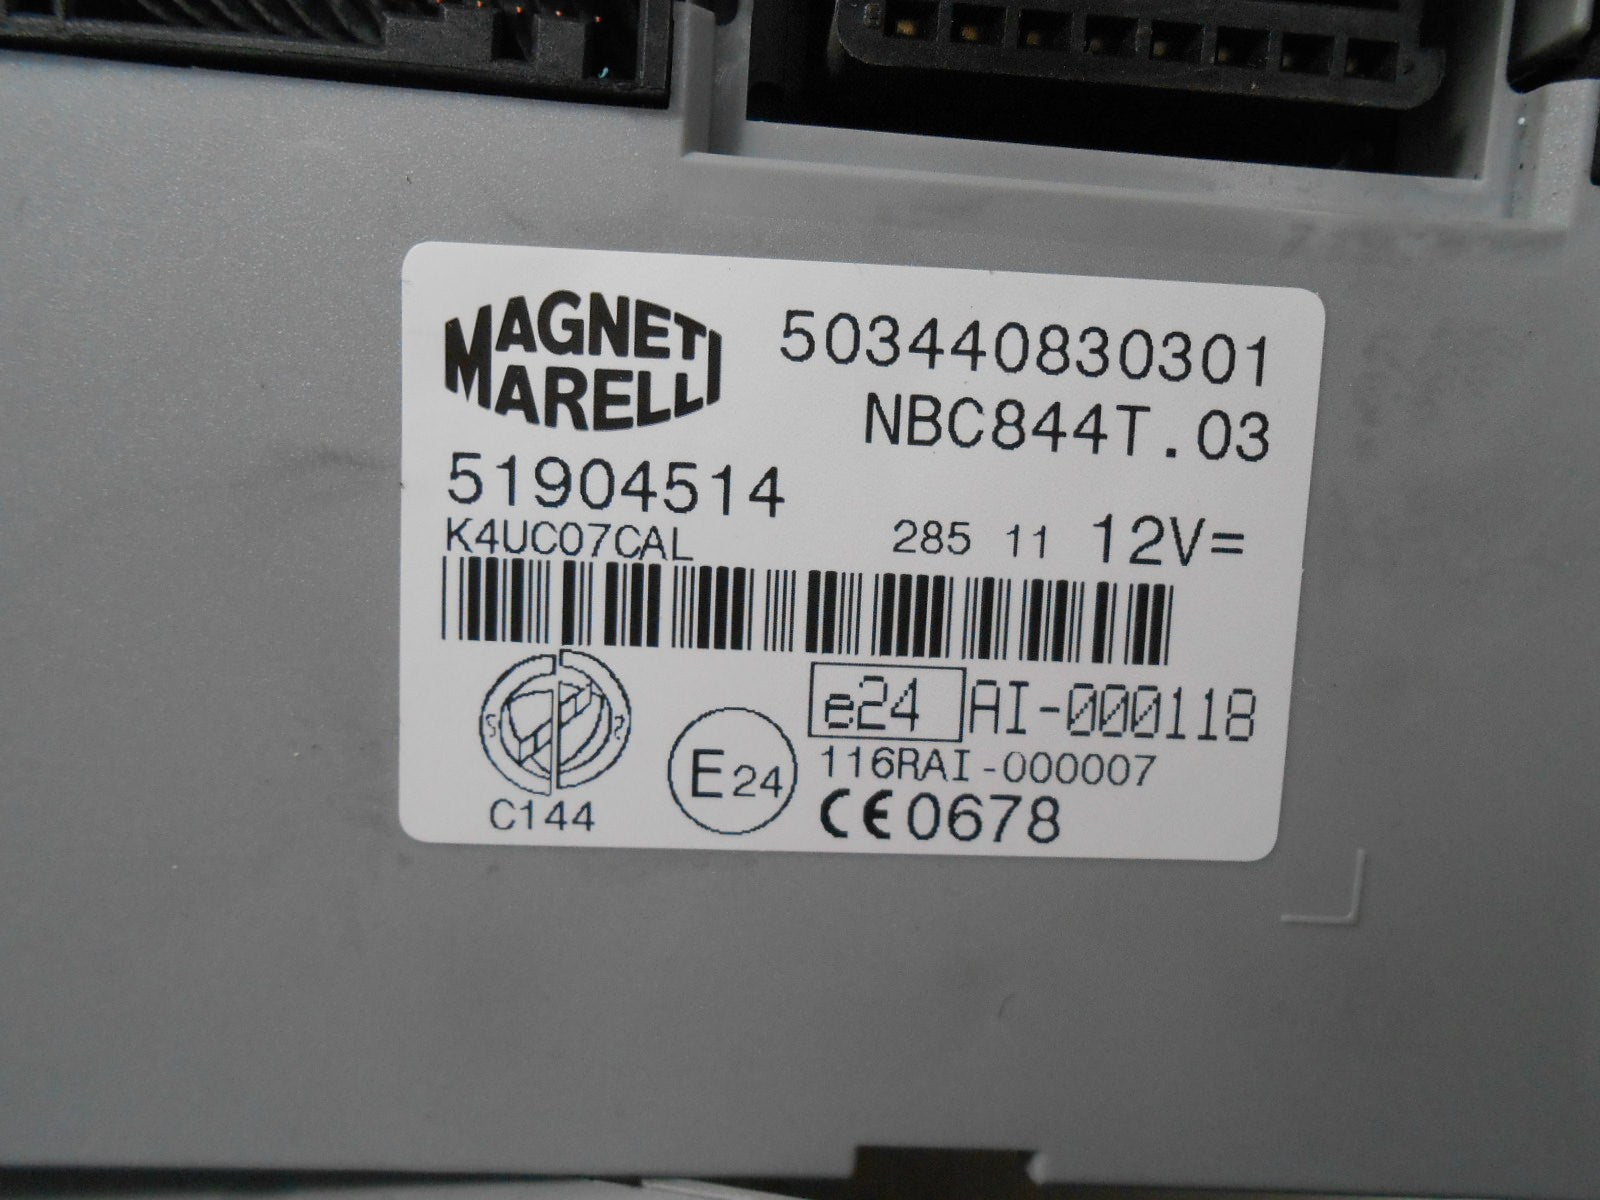 MAGNETI
MARELLI
503440830301
NBC844T.03
51904514
K4UC07CAL 285 11 12V=
e24 AI-000118
116RAI-000007
E24
CE0678
C144